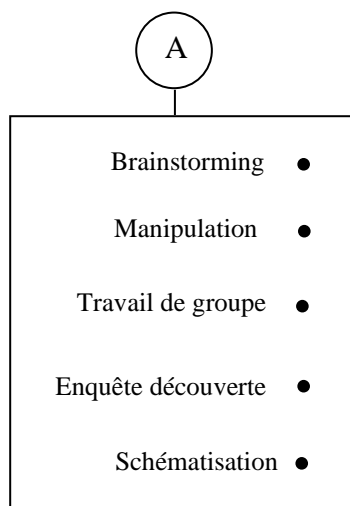 A
Brainstorming
Manipulation
Travail de groupe
Enquête découverte
Schématisation